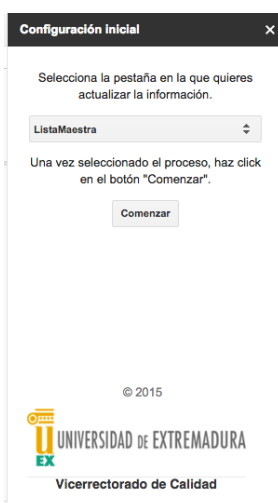 Configuración inicial ×
Selecciona la pestaña en la que quieres
actualizar la información.
ListaMaestra
Una vez seleccionado el proceso, haz click
en el botón "Comenzar".
Comenzar
© 2015
UNIVERSIDAD DE EXTREMADURA
EX
Vicerrectorado de Calidad